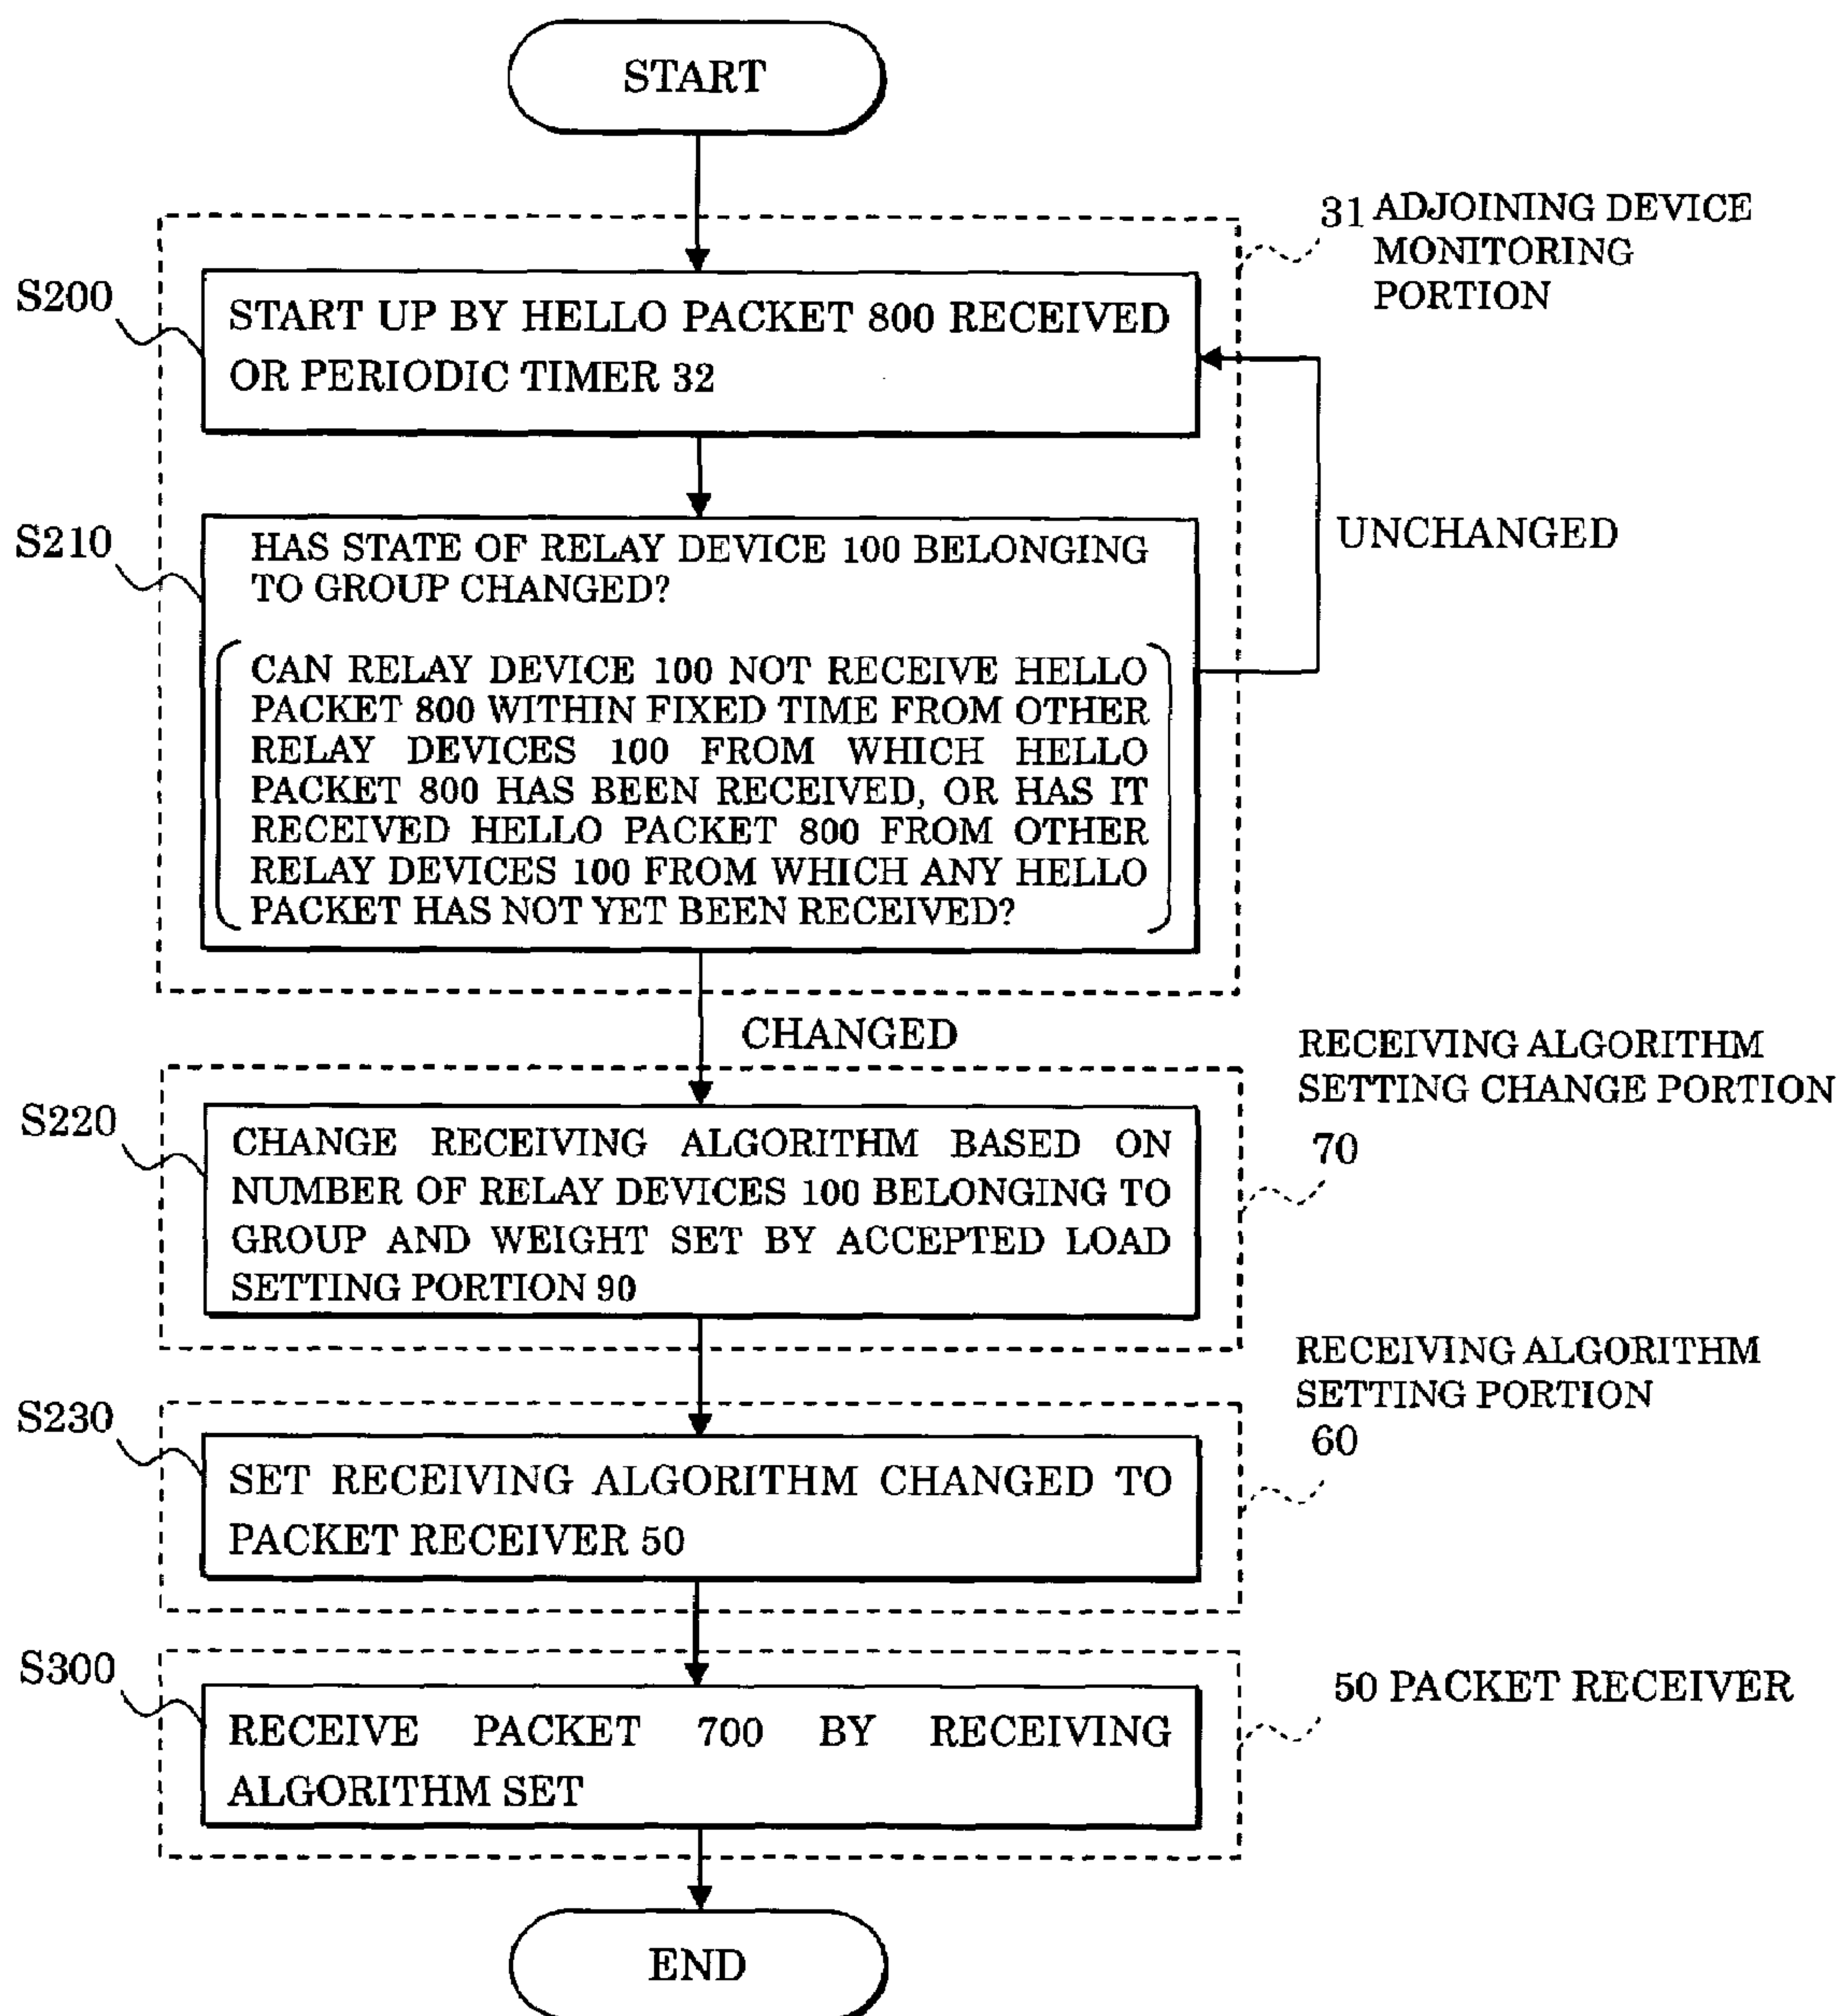 START
31 ADJOINING DEVICE
MONITORING
PORTION
S200
START UP BY HELLO PACKET 800 RECEIVED
OR PERIODIC TIMER 32
S210
HAS STATE OF RELAY DEVICE 100 BELONGING
TO GROUP CHANGED?
CAN RELAY DEVICE 100 NOT RECEIVE HELLO
PACKET 800 WITHIN FIXED TIME FROM OTHER
RELAY DEVICES 100 FROM WHICH HELLO
PACKET 800 HAS BEEN RECEIVED, OR HAS IT
RECEIVED HELLO PACKET 800 FROM OTHER
RELAY DEVICES 100 FROM WHICH ANY HELLO
PACKET HAS NOT YET BEEN RECEIVED?
UNCHANGED
CHANGED
RECEIVING ALGORITHM
SETTING CHANGE PORTION
70
S220
CHANGE RECEIVING ALGORITHM BASED ON
NUMBER OF RELAY DEVICES 100 BELONGING TO
GROUP AND WEIGHT SET BY ACCEPTED LOAD
SETTING PORTION 90
RECEIVING ALGORITHM
SETTING PORTION
60
S230
SET RECEIVING ALGORITHM CHANGED TO
PACKET RECEIVER 50
S300
50 PACKET RECEIVER
RECEIVE PACKET 700 BY RECEIVING
ALGORITHM SET
END